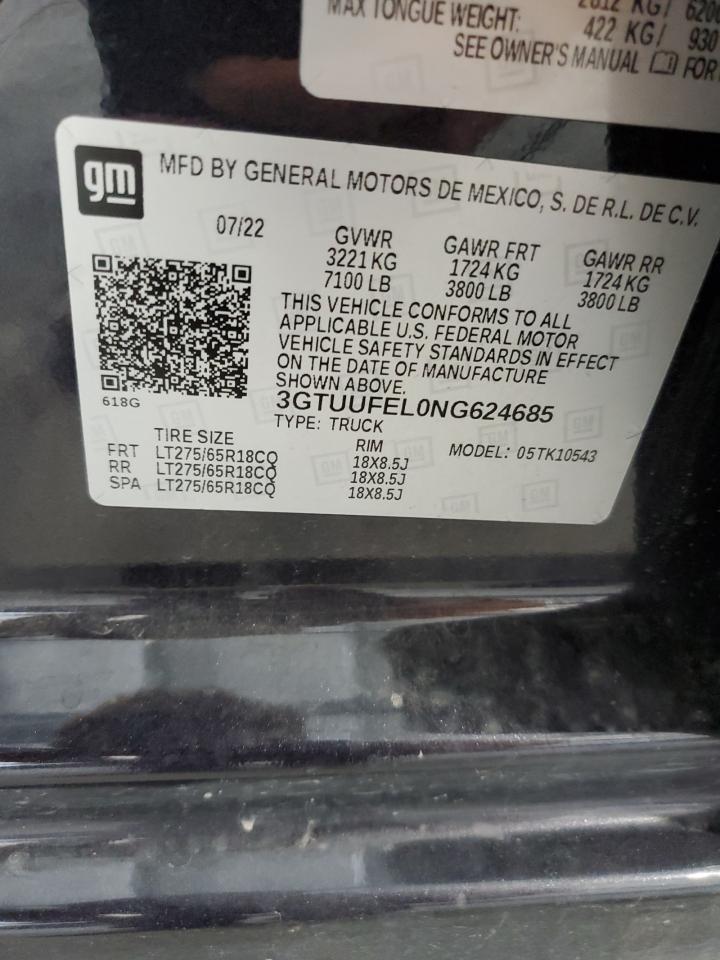 MAX TONGUE WEIGHT: 422 KG/ 930
SEE OWNER'S MANUAL FOR
gm
MFD BY GENERAL MOTORS DE MEXICO, S. DE R.L. DE C.V.
07/22
GVWR GAWR FRT GAWR RR
3221 KG 1724 KG 1724 KG
7100 LB 3800 LB 3800 LB
THIS VEHICLE CONFORMS TO ALL
APPLICABLE U.S. FEDERAL MOTOR
VEHICLE SAFETY STANDARDS IN EFFECT
ON THE DATE OF MANUFACTURE
SHOWN ABOVE.
618G
3GTUUFEL0NG624685
TYPE: TRUCK
TIRE SIZE RIM MODEL: 05TK10543
FRT LT275/65R18CQ 18X8.5J
RR LT275/65R18CQ 18X8.5J
SPA LT275/65R18CQ 18X8.5J